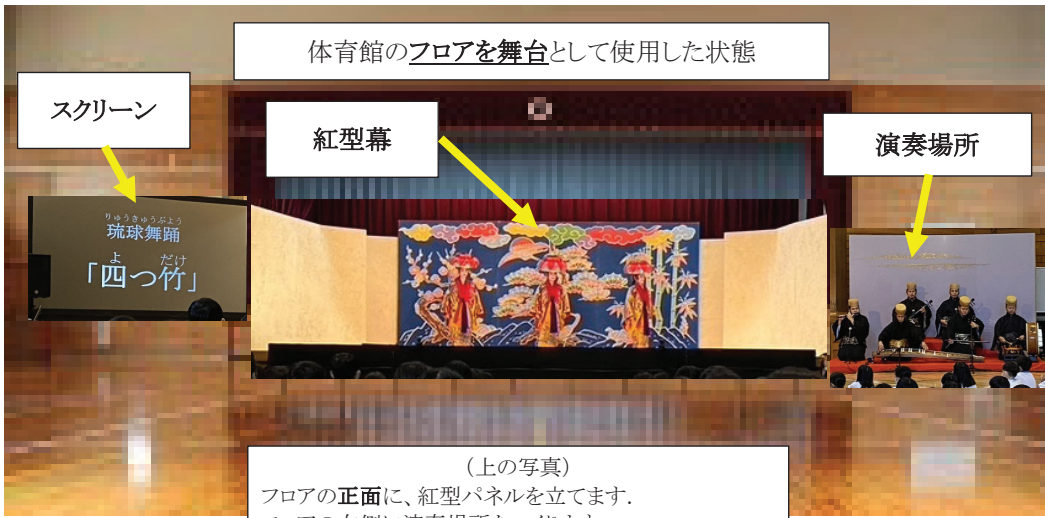 体育館のフロアを舞台として使用した状態
スクリーン
紅型幕
演奏場所
りゅうきゅうぶよう
琉球舞踊
よ だけ
「四つ竹」
(上の写真)
フロアの正面に、紅型パネルを立てます.